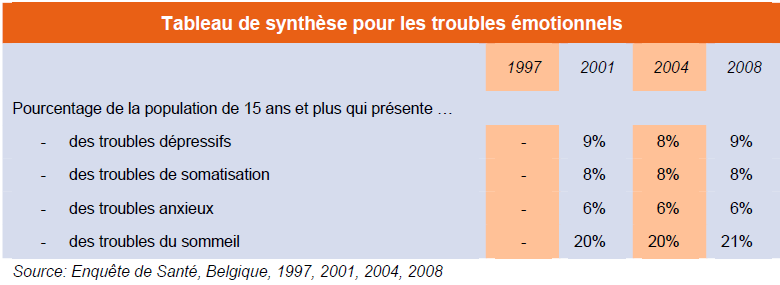 Tableau de synthèse pour les troubles émotionnels
1997 2001 2004 2008
Pourcentage de la population de 15 ans et plus qui présente …
- des troubles dépressifs - 9% 8% 9%
- des troubles de somatisation - 8% 8% 8%
- des troubles anxieux - 6% 6% 6%
- des troubles du sommeil - 20% 20% 21%
Source: Enquête de Santé, Belgique, 1997, 2001, 2004, 2008